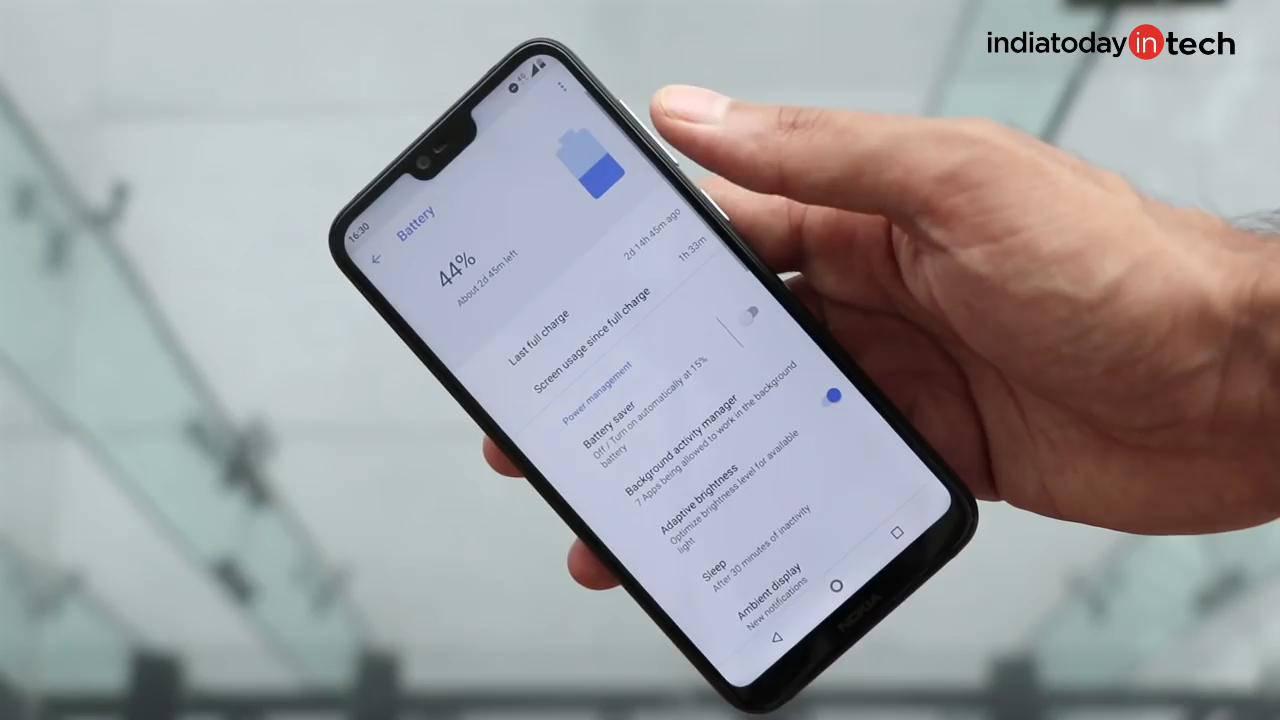 indiatoday in tech
4G
16:30
Battery
44%
About 2d 45m left
Last full charge
2d 14h 45m ago
Screen usage since full charge
1h 33m
Power management
Battery saver
Off / Turn on automatically at 15%
battery
Background activity manager
7 Apps being allowed to work in the background
Adaptive brightness
Optimize brightness level for available
light
Sleep
After 30 minutes of inactivity
Ambient display
New notifications
NOKIA